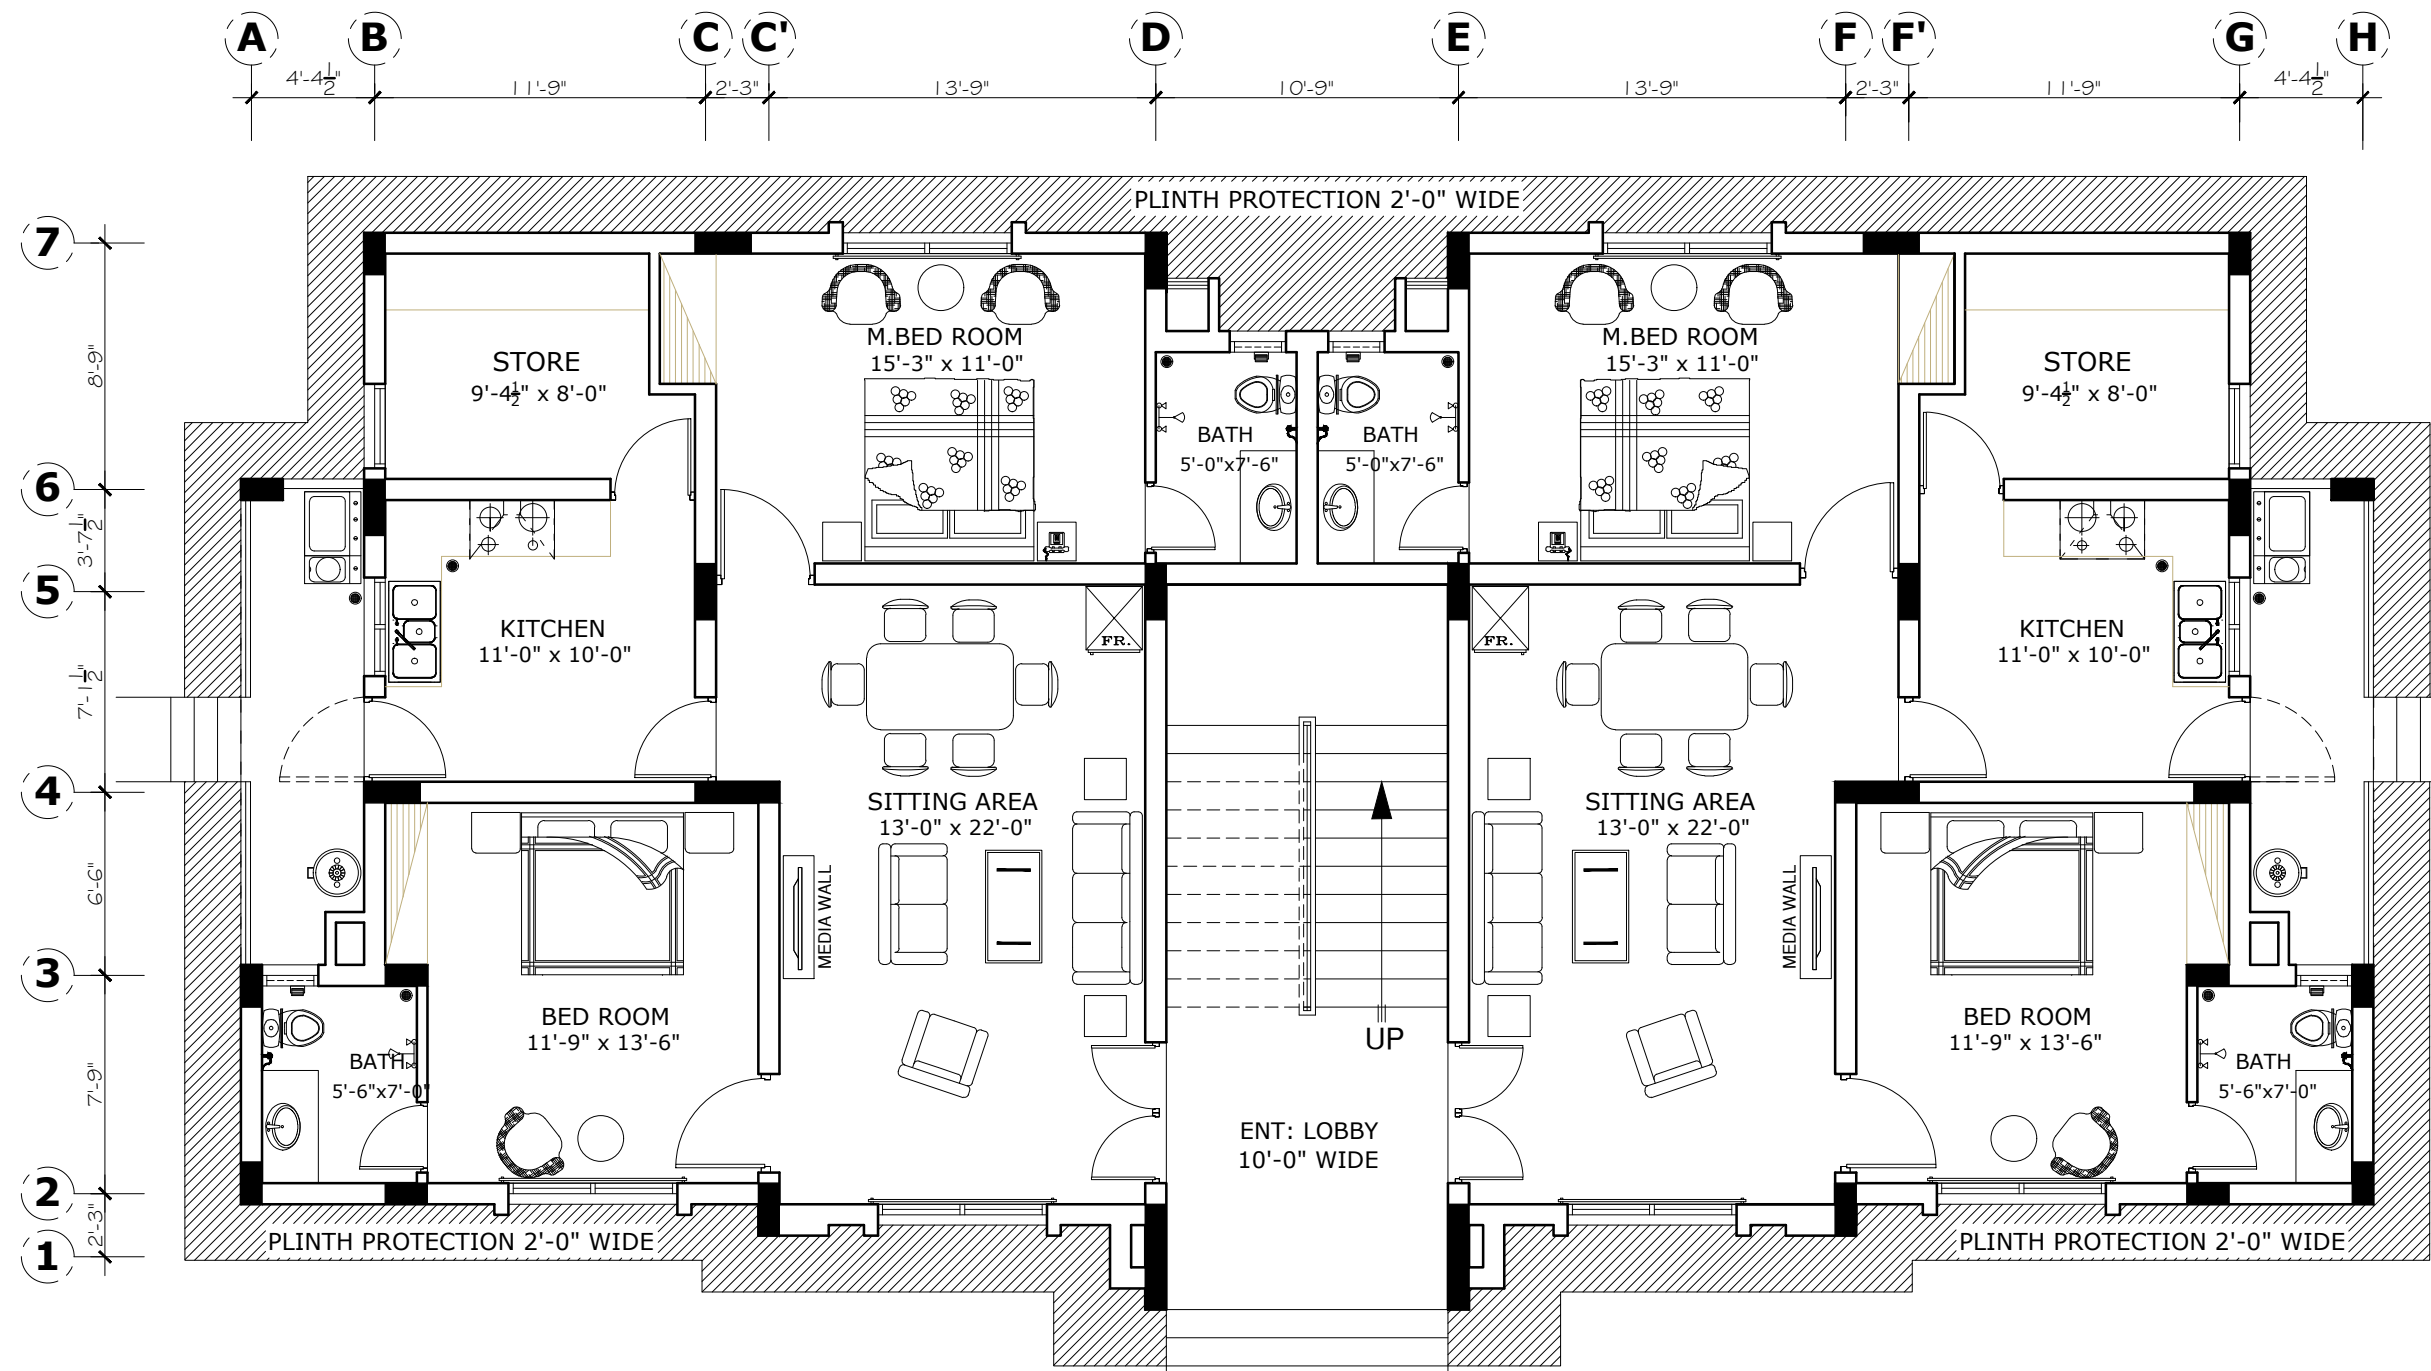 A B C C' D E F F' G H
4'-4½" 11'-9" 2'-3" 13'-9" 10'-9" 13'-9" 2'-3" 11'-9" 4'-4½"
PLINTH PROTECTION 2'-0" WIDE
7
8'-9"
6
3'-7½"
5
7'-1½"
4
6'-6"
3
7'-9"
2
2'-3"
1
STORE
9'-4½" x 8'-0"
M.BED ROOM
15'-3" x 11'-0"
BATH
5'-0"x7'-6"
BATH
5'-0"x7'-6"
M.BED ROOM
15'-3" x 11'-0"
STORE
9'-4½" x 8'-0"
KITCHEN
11'-0" x 10'-0"
FR.
FR.
KITCHEN
11'-0" x 10'-0"
SITTING AREA
13'-0" x 22'-0"
SITTING AREA
13'-0" x 22'-0"
MEDIA WALL
MEDIA WALL
BED ROOM
11'-9" x 13'-6"
UP
BED ROOM
11'-9" x 13'-6"
BATH
5'-6"x7'-0"
BATH
5'-6"x7'-0"
ENT: LOBBY
10'-0" WIDE
PLINTH PROTECTION 2'-0" WIDE
PLINTH PROTECTION 2'-0" WIDE